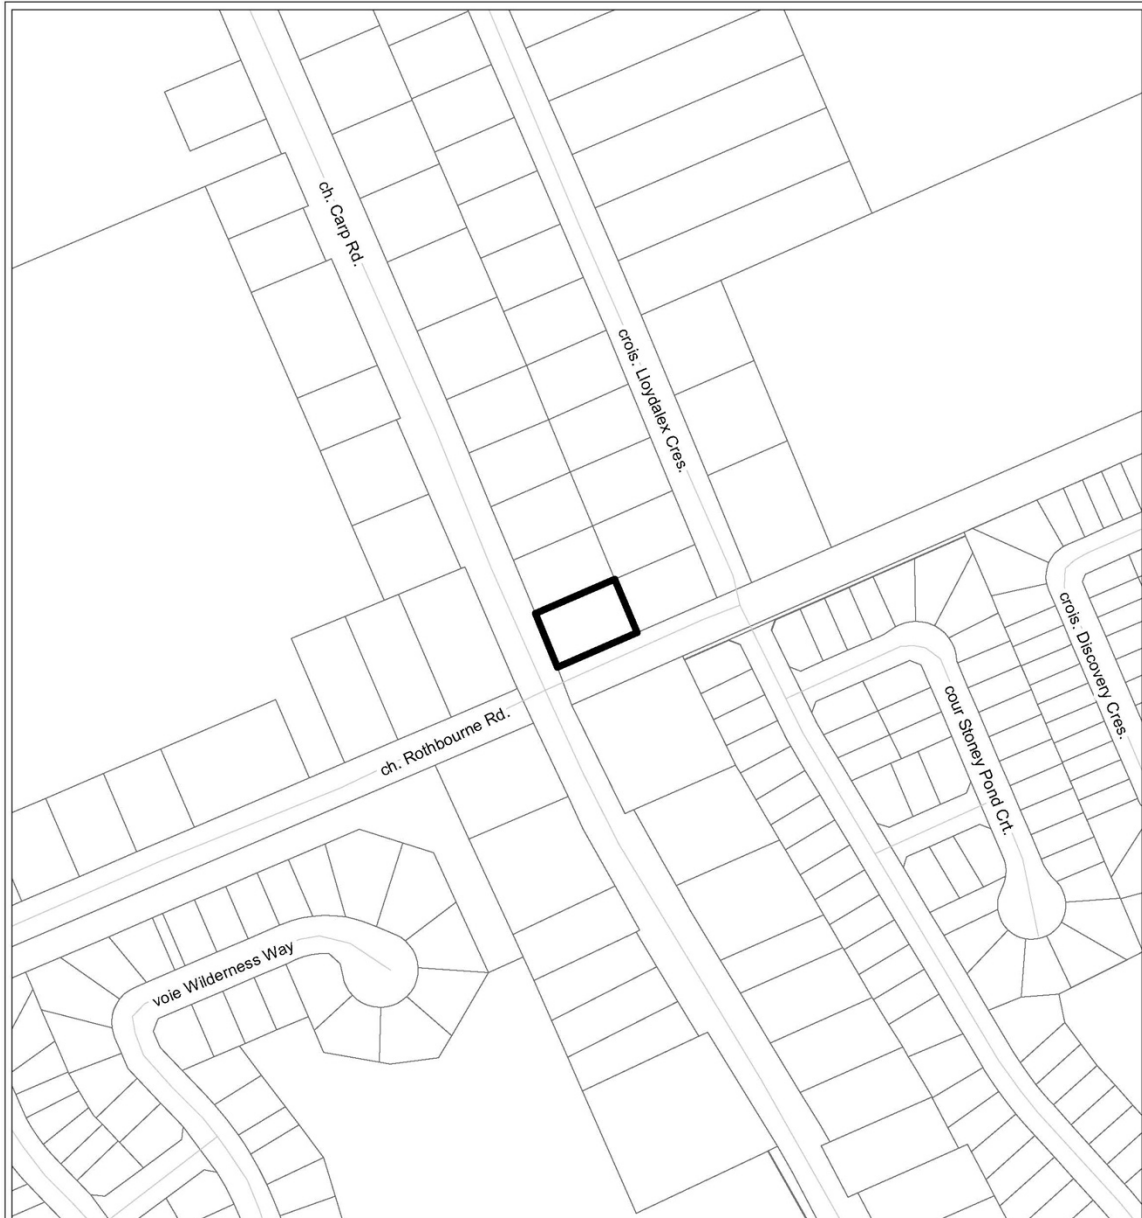 ch. Carp Rd.
crois. Lloydalex Cres.
crois. Discovery Cres.
cour Stoney Pond Crt.
ch. Rothbourne Rd.
voie Wilderness Way